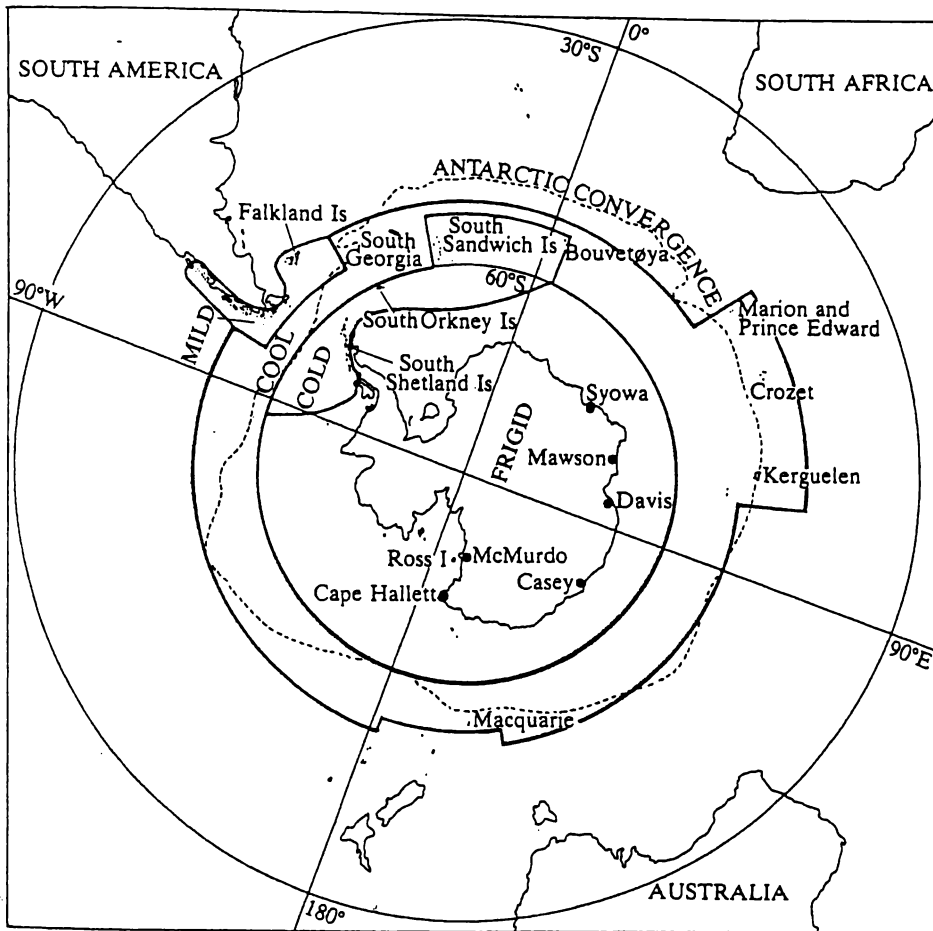 0°
30°S
SOUTH AMERICA
SOUTH AFRICA
ANTARCTIC CONVERGENCE
Falkland Is
South
Georgia
South
Sandwich Is
Bouvetøya
60°S
90°W
Marion and
Prince Edward
MILD
COOL
COLD
South Orkney Is
South
Shetland Is
Syowa
Crozet
FRIGID
Mawson
Kerguelen
Davis
Ross I
McMurdo
Casey
Cape Hallett
90°E
Macquarie
AUSTRALIA
180°